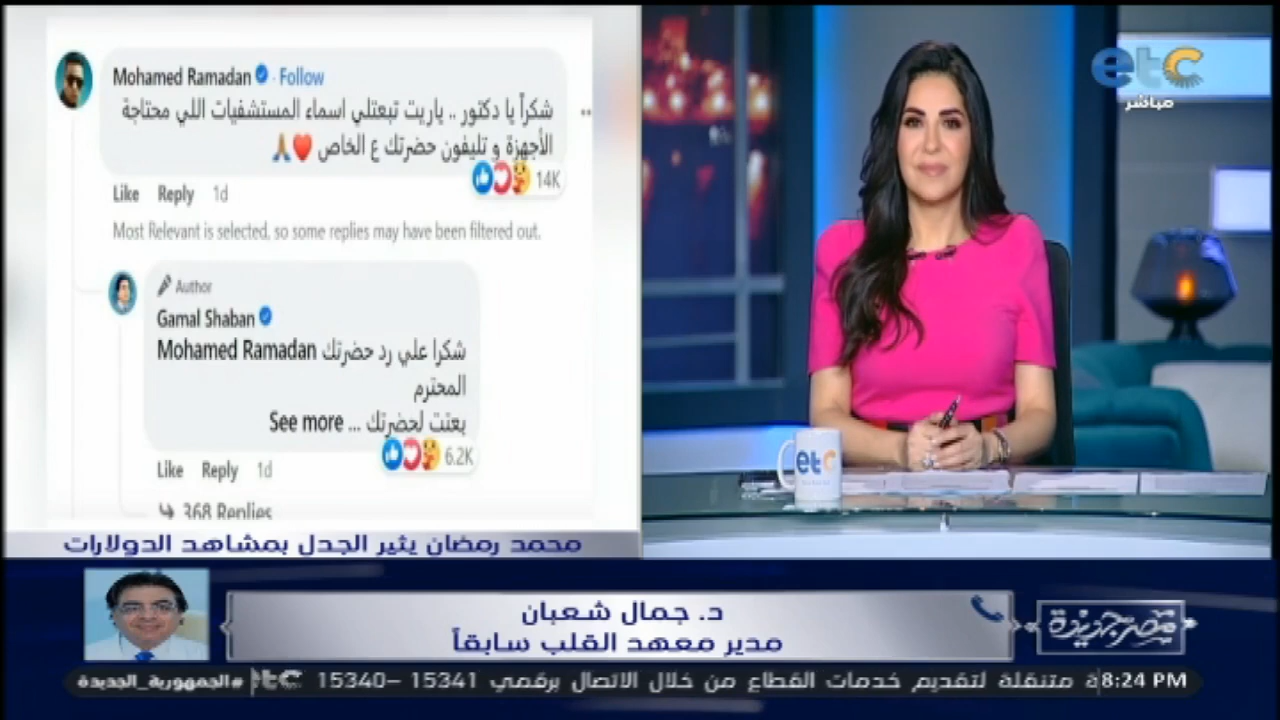 Mohamed Ramadan · Follow
شكراً يا دكتور .. ياريت تبعتلي اسماء المستشفيات اللي محتاجة
الأجهزة و تليفون حضرتك ع الخاص
14K
Like Reply 1d
Most Relevant is selected, so some replies may have been filtered out.
Author
Gamal Shaban
Mohamed Ramadan شكرا علي رد حضرتك
المحترم
بعتت لحضرتك ... See more
6.2K
Like Reply 1d
368 Replies
etc
مباشر
etc
محمد رمضان يثير الجدل بمشاهد الدولارات
د. جمال شعبان
مدير معهد القلب سابقاً
مصر جديدة
متنقلة لتقديم خدمات القطاع من خلال الاتصال برقمي 15341 – 15340 etc #الجمهورية_الجديدة
8:24 PM